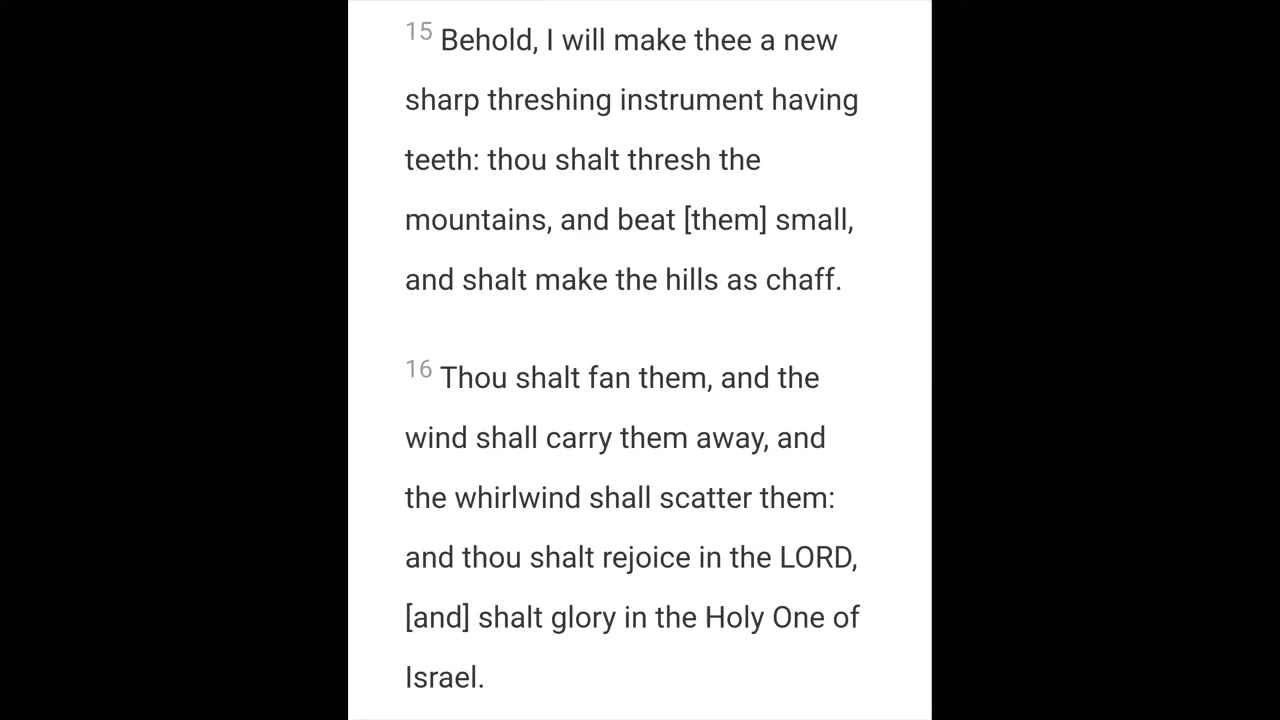 15 Behold, I will make thee a new
sharp threshing instrument having
teeth: thou shalt thresh the
mountains, and beat [them] small,
and shalt make the hills as chaff.
16 Thou shalt fan them, and the
wind shall carry them away, and
the whirlwind shall scatter them:
and thou shalt rejoice in the LORD,
[and] shalt glory in the Holy One of
Israel.